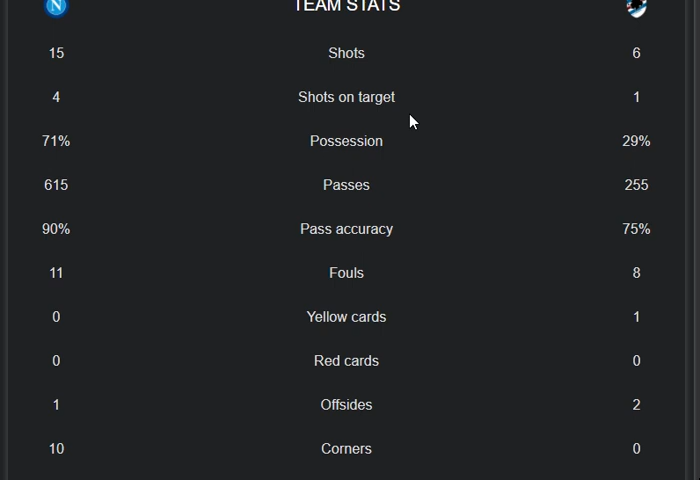 N TEAM STATS
15 Shots 6
4 Shots on target 1
71% Possession 29%
615 Passes 255
90% Pass accuracy 75%
11 Fouls 8
0 Yellow cards 1
0 Red cards 0
1 Offsides 2
10 Corners 0